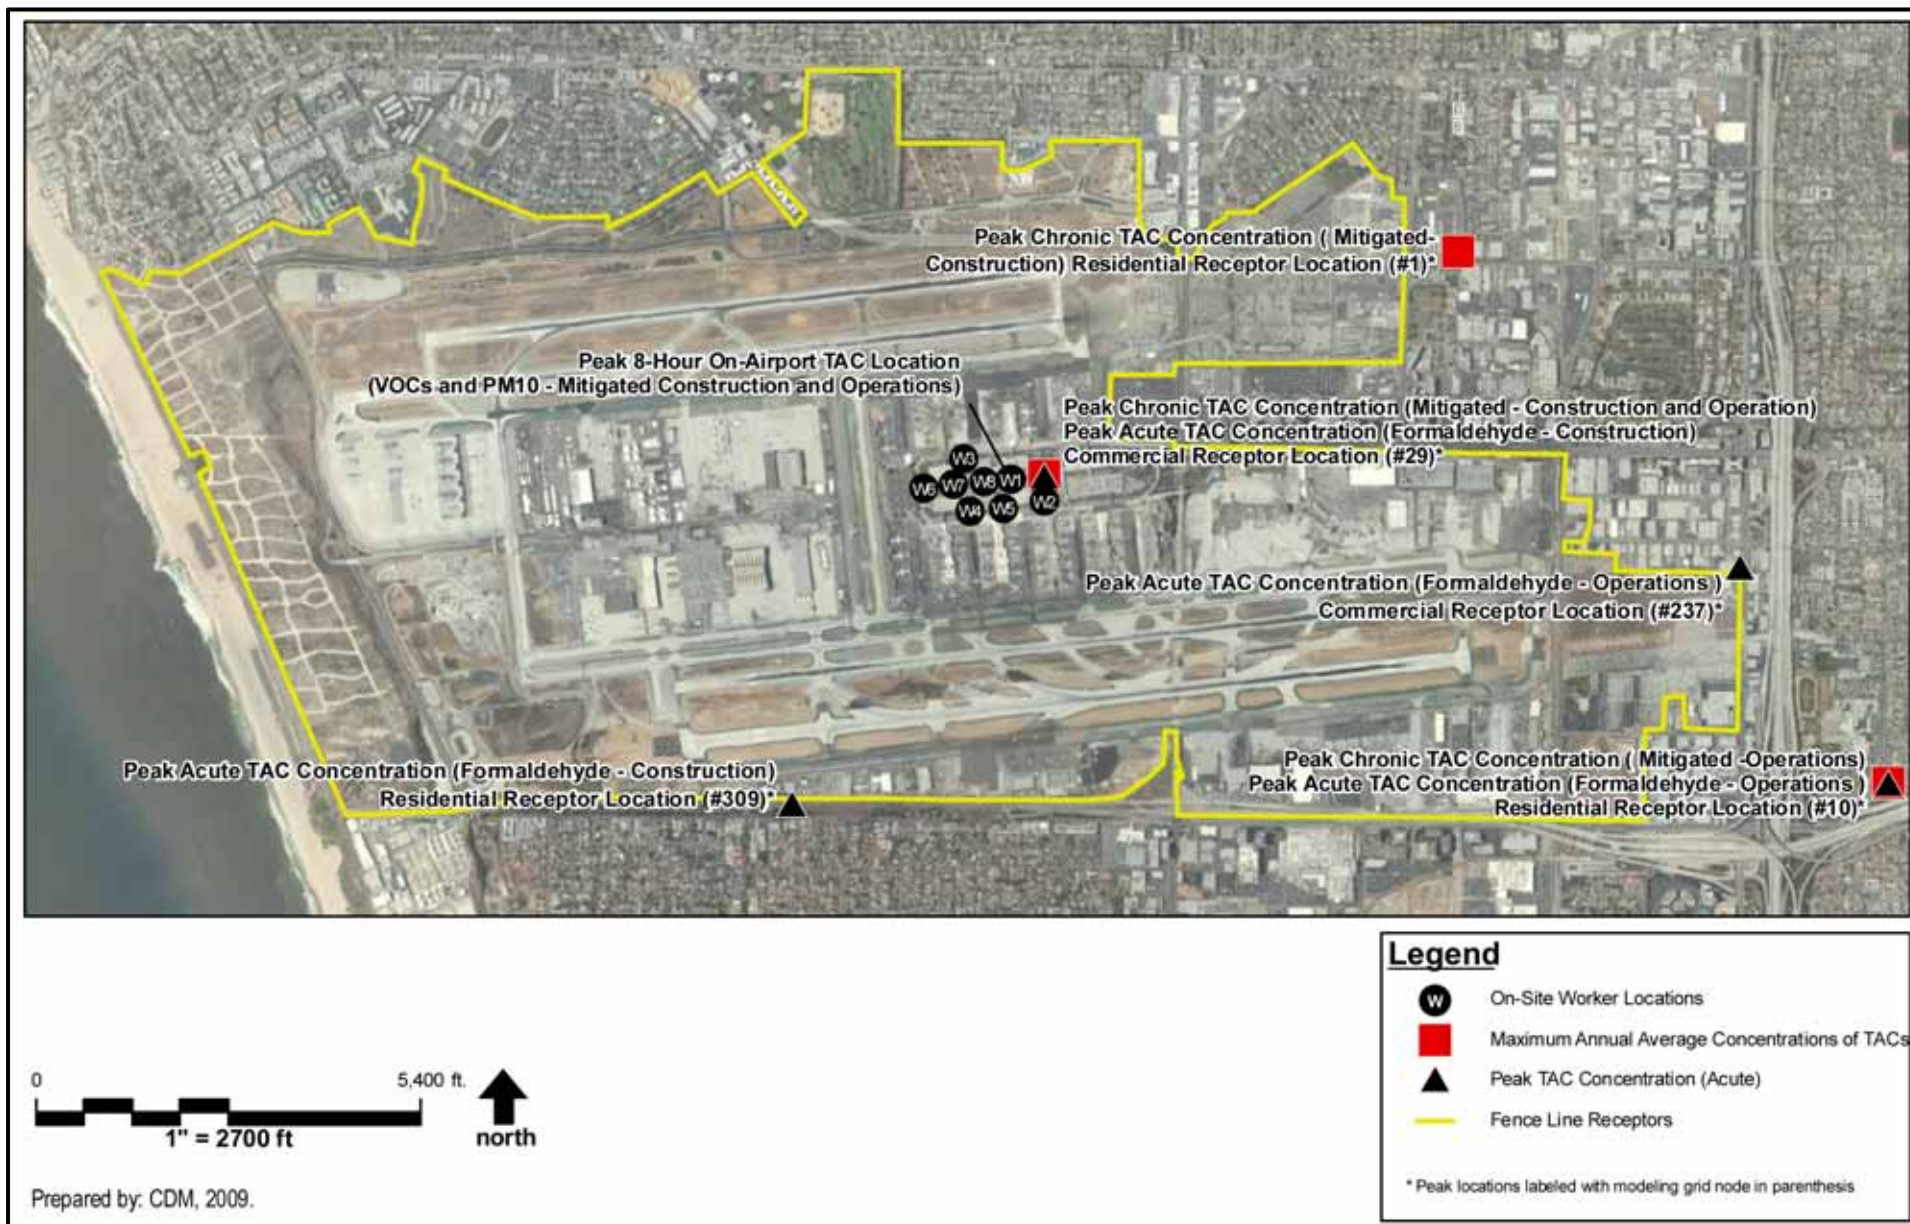 Peak Chronic TAC Concentration ( Mitigated-
Construction) Residential Receptor Location (#1)*
Peak 8-Hour On-Airport TAC Location
(VOCs and PM10 - Mitigated Construction and Operations)
Peak Chronic TAC Concentration (Mitigated - Construction and Operation)
Peak Acute TAC Concentration (Formaldehyde - Construction)
Commercial Receptor Location (#29)*
W3
W6
W7
W8
W1
W4
W5
W2
Peak Acute TAC Concentration (Formaldehyde - Operations )
Commercial Receptor Location (#237)*
Peak Acute TAC Concentration (Formaldehyde - Construction)
Residential Receptor Location (#309)*
Peak Chronic TAC Concentration ( Mitigated -Operations)
Peak Acute TAC Concentration (Formaldehyde - Operations )
Residential Receptor Location (#10)*
0
5,400 ft.
1" = 2700 ft
north
Prepared by: CDM, 2009.
Legend
W
On-Site Worker Locations
Maximum Annual Average Concentrations of TACs
Peak TAC Concentration (Acute)
Fence Line Receptors
* Peak locations labeled with modeling grid node in parenthesis